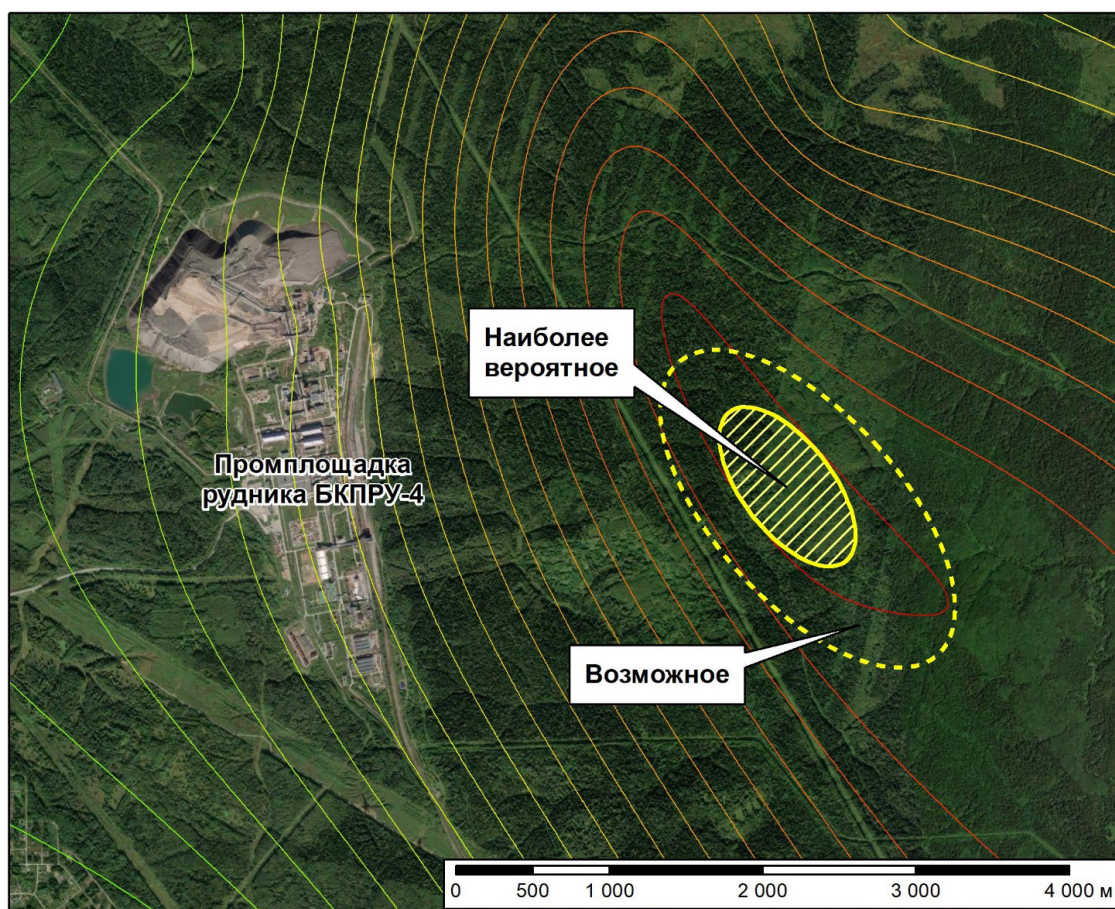 Наиболее
вероятное
Промплощадка
рудника БКПРУ-4
Возможное
0 500 1 000 2 000 3 000 4 000 м